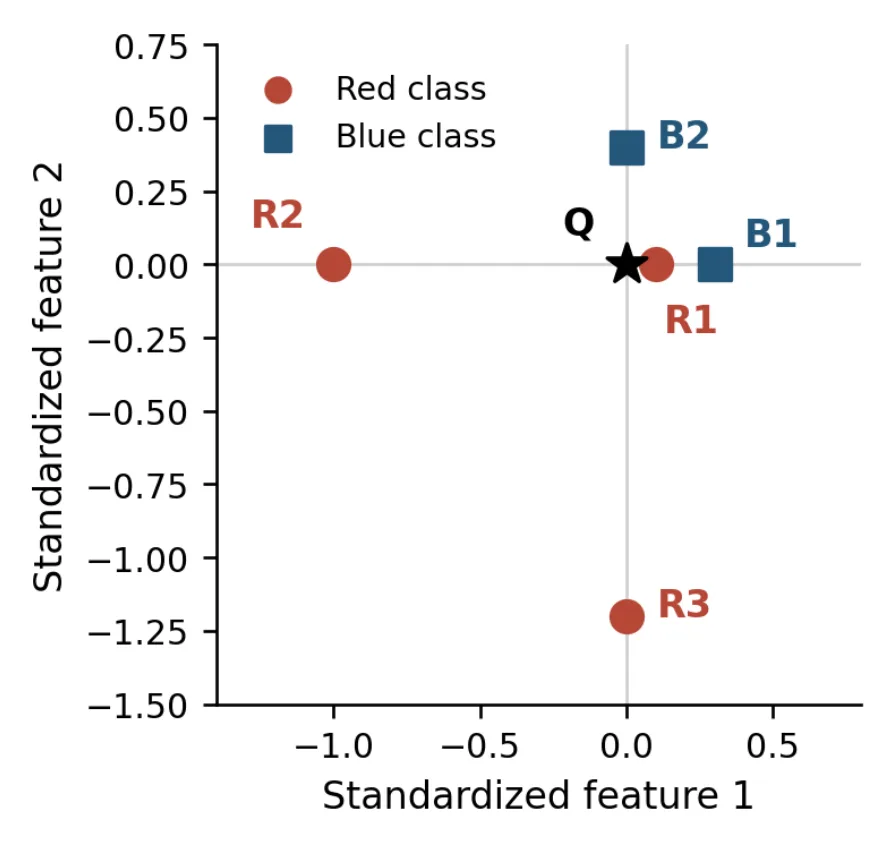 0.75
0.50
0.25
0.00
−0.25
−0.50
−0.75
−1.00
−1.25
−1.50
Standardized feature 2
Red class
Blue class
B2
R2
Q
B1
R1
R3
−1.0
−0.5
0.0
0.5
Standardized feature 1